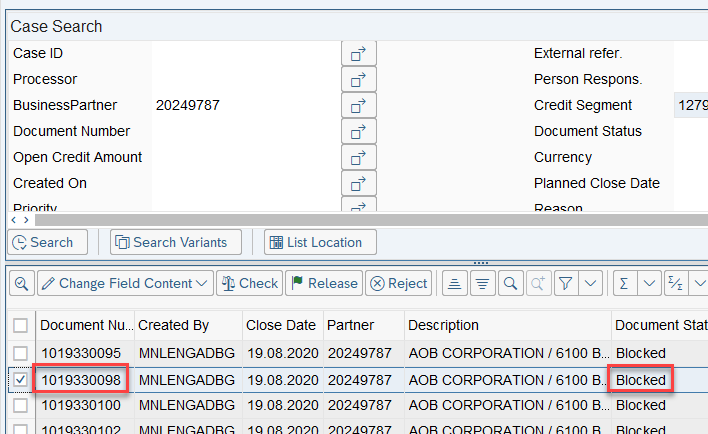 Case Search
Case ID External refer.
Processor Person Respons.
BusinessPartner 20249787 Credit Segment 1279
Document Number Document Status
Open Credit Amount Currency
Created On Planned Close Date
Priority Reason
Search Search Variants List Location
Change Field Content Check Release Reject Σ Σ/Σ
Document Nu... Created By Close Date Partner Description Document Stat
1019330095 MNLENGADBG 19.08.2020 20249787 AOB CORPORATION / 6100 B... Blocked
1019330098 MNLENGADBG 19.08.2020 20249787 AOB CORPORATION / 6100 B... Blocked
1019330100 MNLENGADBG 19.08.2020 20249787 AOB CORPORATION / 6100 B... Blocked
1019330102 MNLENGADBG 19.08.2020 20249787 AOB CORPORATION / 6100 B... Blocked